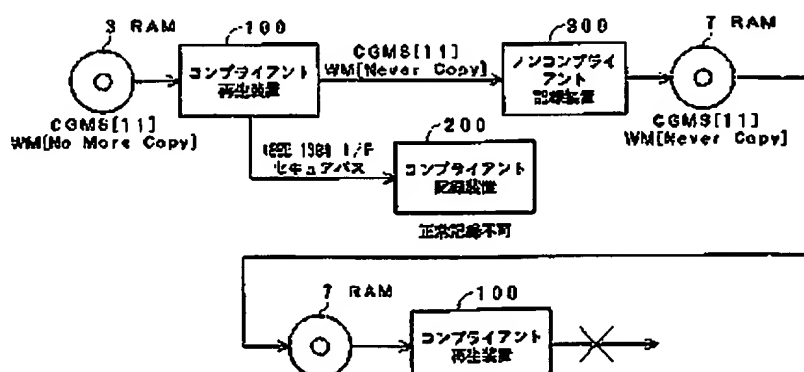 3 RAM
100
コンプライアント
再生装置
CGMS[11]
WM[No More Copy]
CGMS[11]
WM[Never Copy]
300
ノンコンプライ
アント
記録装置
7 RAM
CGMS[11]
WM[Never Copy]
IEEE 1394 I/F
セキュアバス
200
コンプライアント
記録装置
正常記録不可
7 RAM
100
コンプライアント
再生装置